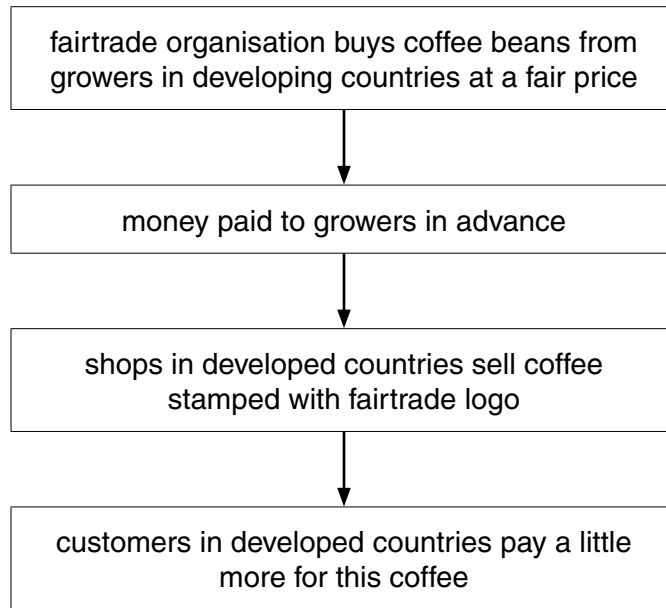 fairtrade organisation buys coffee beans from
growers in developing countries at a fair price
money paid to growers in advance
shops in developed countries sell coffee
stamped with fairtrade logo
customers in developed countries pay a little
more for this coffee